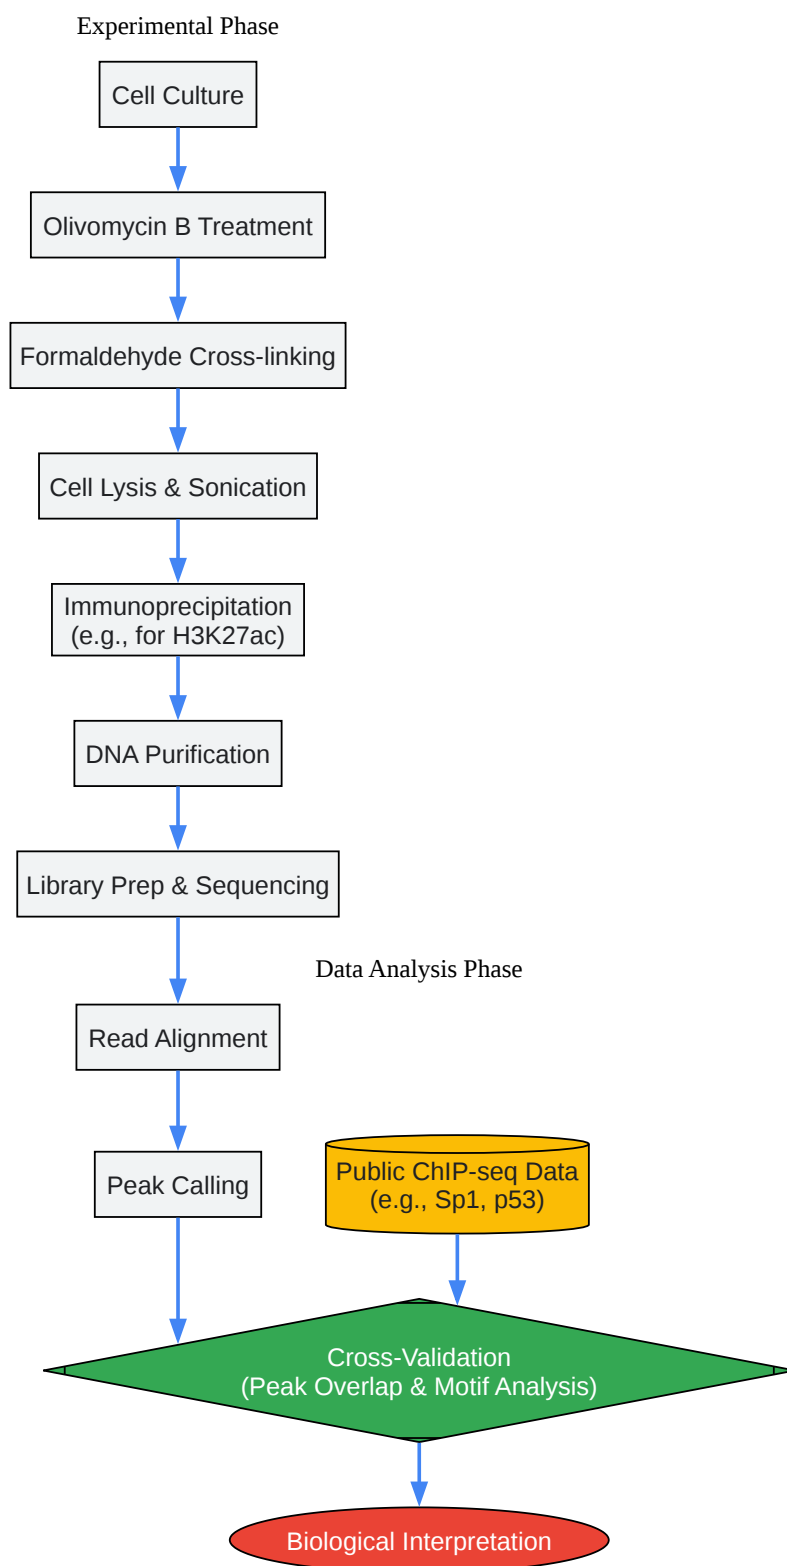 Experimental Phase
Cell Culture
Olivomycin B Treatment
Formaldehyde Cross-linking
Cell Lysis & Sonication
Immunoprecipitation
(e.g., for H3K27ac)
DNA Purification
Library Prep & Sequencing
Data Analysis Phase
Read Alignment
Peak Calling
Public ChIP-seq Data
(e.g., Sp1, p53)
Cross-Validation
(Peak Overlap & Motif Analysis)
Biological Interpretation